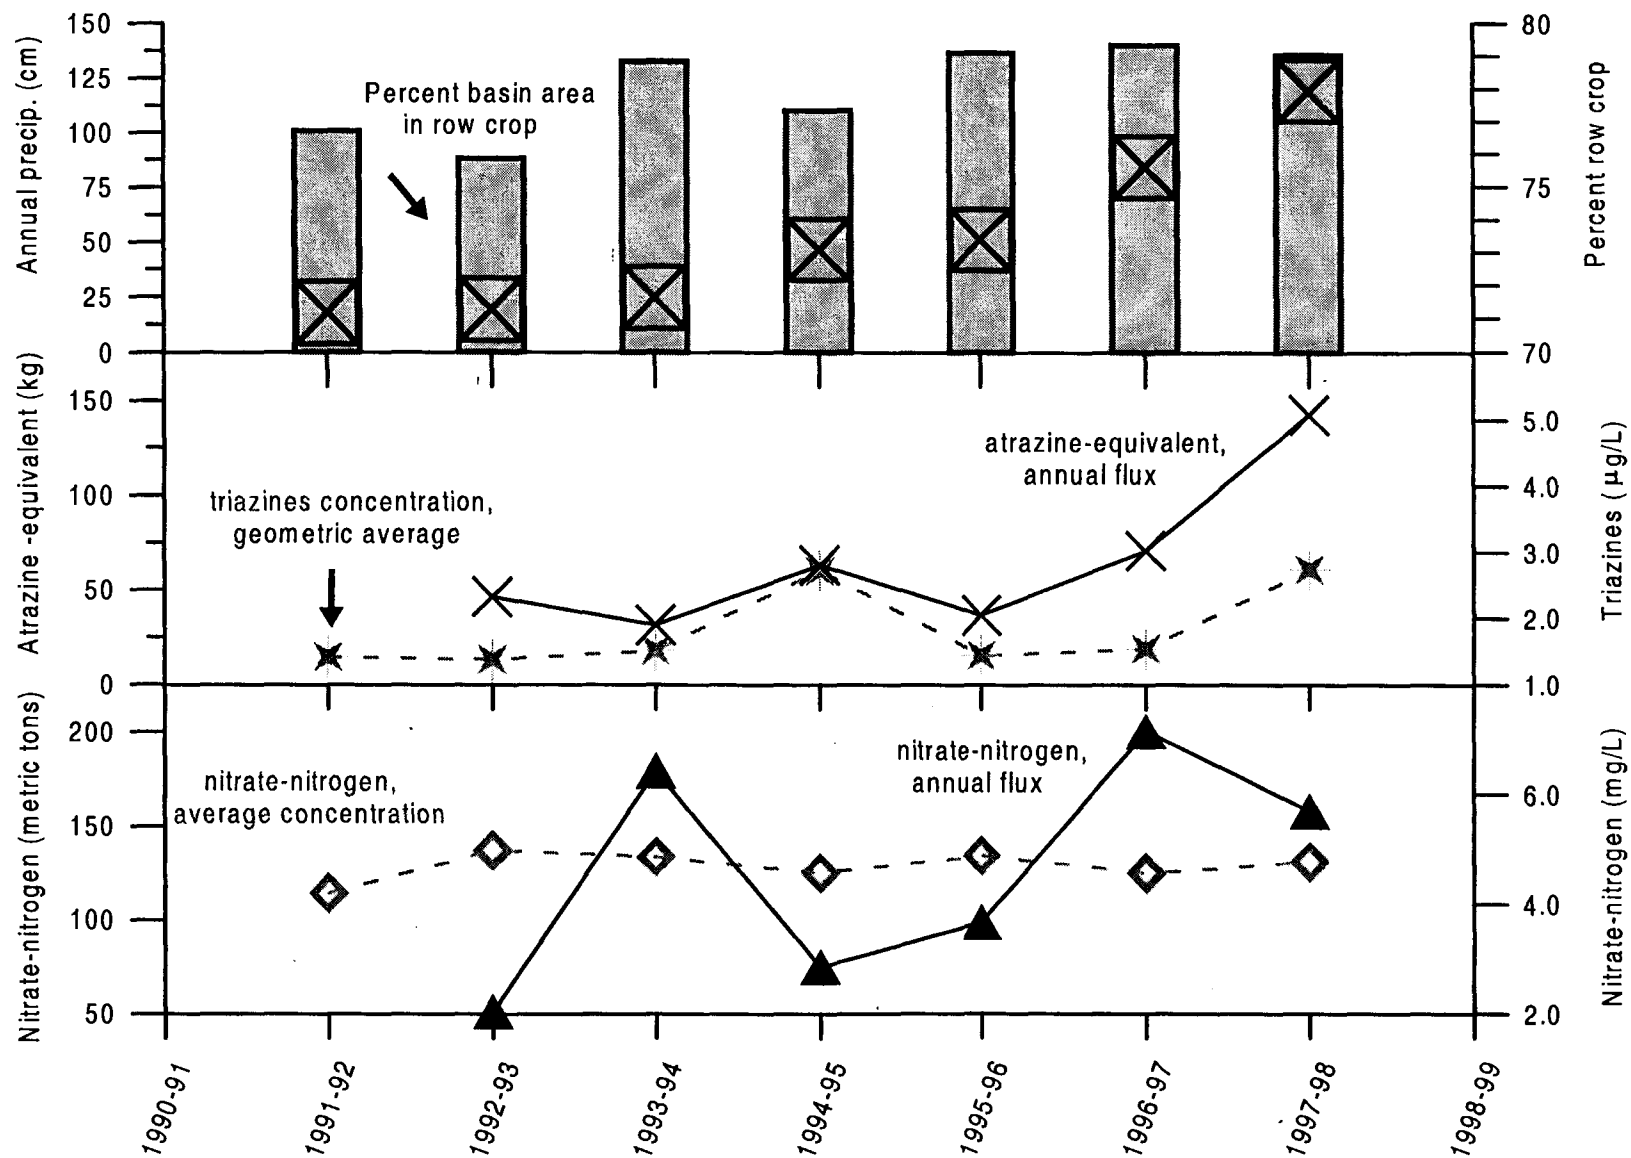 150
125
100
75
50
25
0
Annual precip. (cm)
Percent basin area
in row crop
80
75
70
Percent row crop
150
100
50
0
Atrazine -equivalent (kg)
triazines concentration,
geometric average
atrazine-equivalent,
annual flux
5.0
4.0
3.0
2.0
1.0
Triazines ( µg/L)
200
150
100
50
Nitrate-nitrogen (metric tons)
nitrate-nitrogen,
average concentration
nitrate-nitrogen,
annual flux
6.0
4.0
2.0
Nitrate-nitrogen (mg/L)
1990-91
1991-92
1992-93
1993-94
1994-95
1995-96
1996-97
1997-98
1998-99